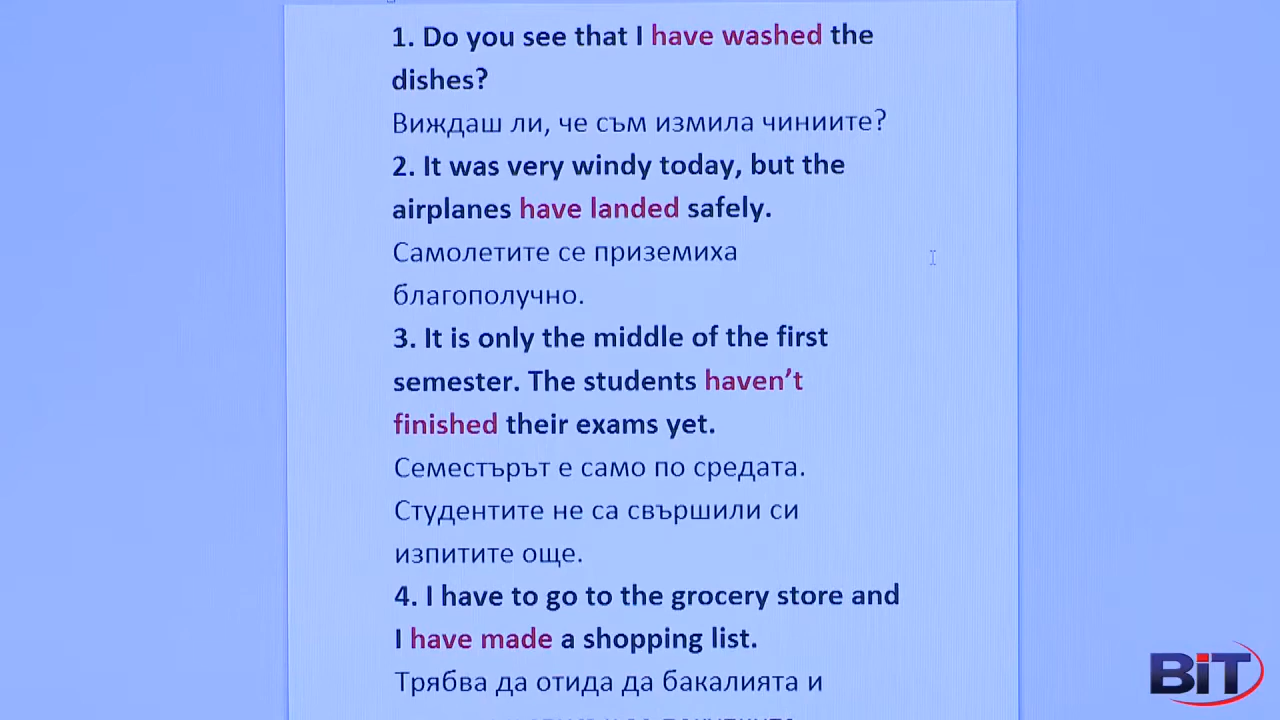 1. Do you see that I have washed the
dishes?
Виждаш ли, че съм измила чиниите?
2. It was very windy today, but the
airplanes have landed safely.
Самолетите се приземиха
благополучно.
3. It is only the middle of the first
semester. The students haven’t
finished their exams yet.
Семестърът е само по средата.
Студентите не са свършили си
изпитите още.
4. I have to go to the grocery store and
I have made a shopping list.
Трябва да отида да бакалията и
BiT